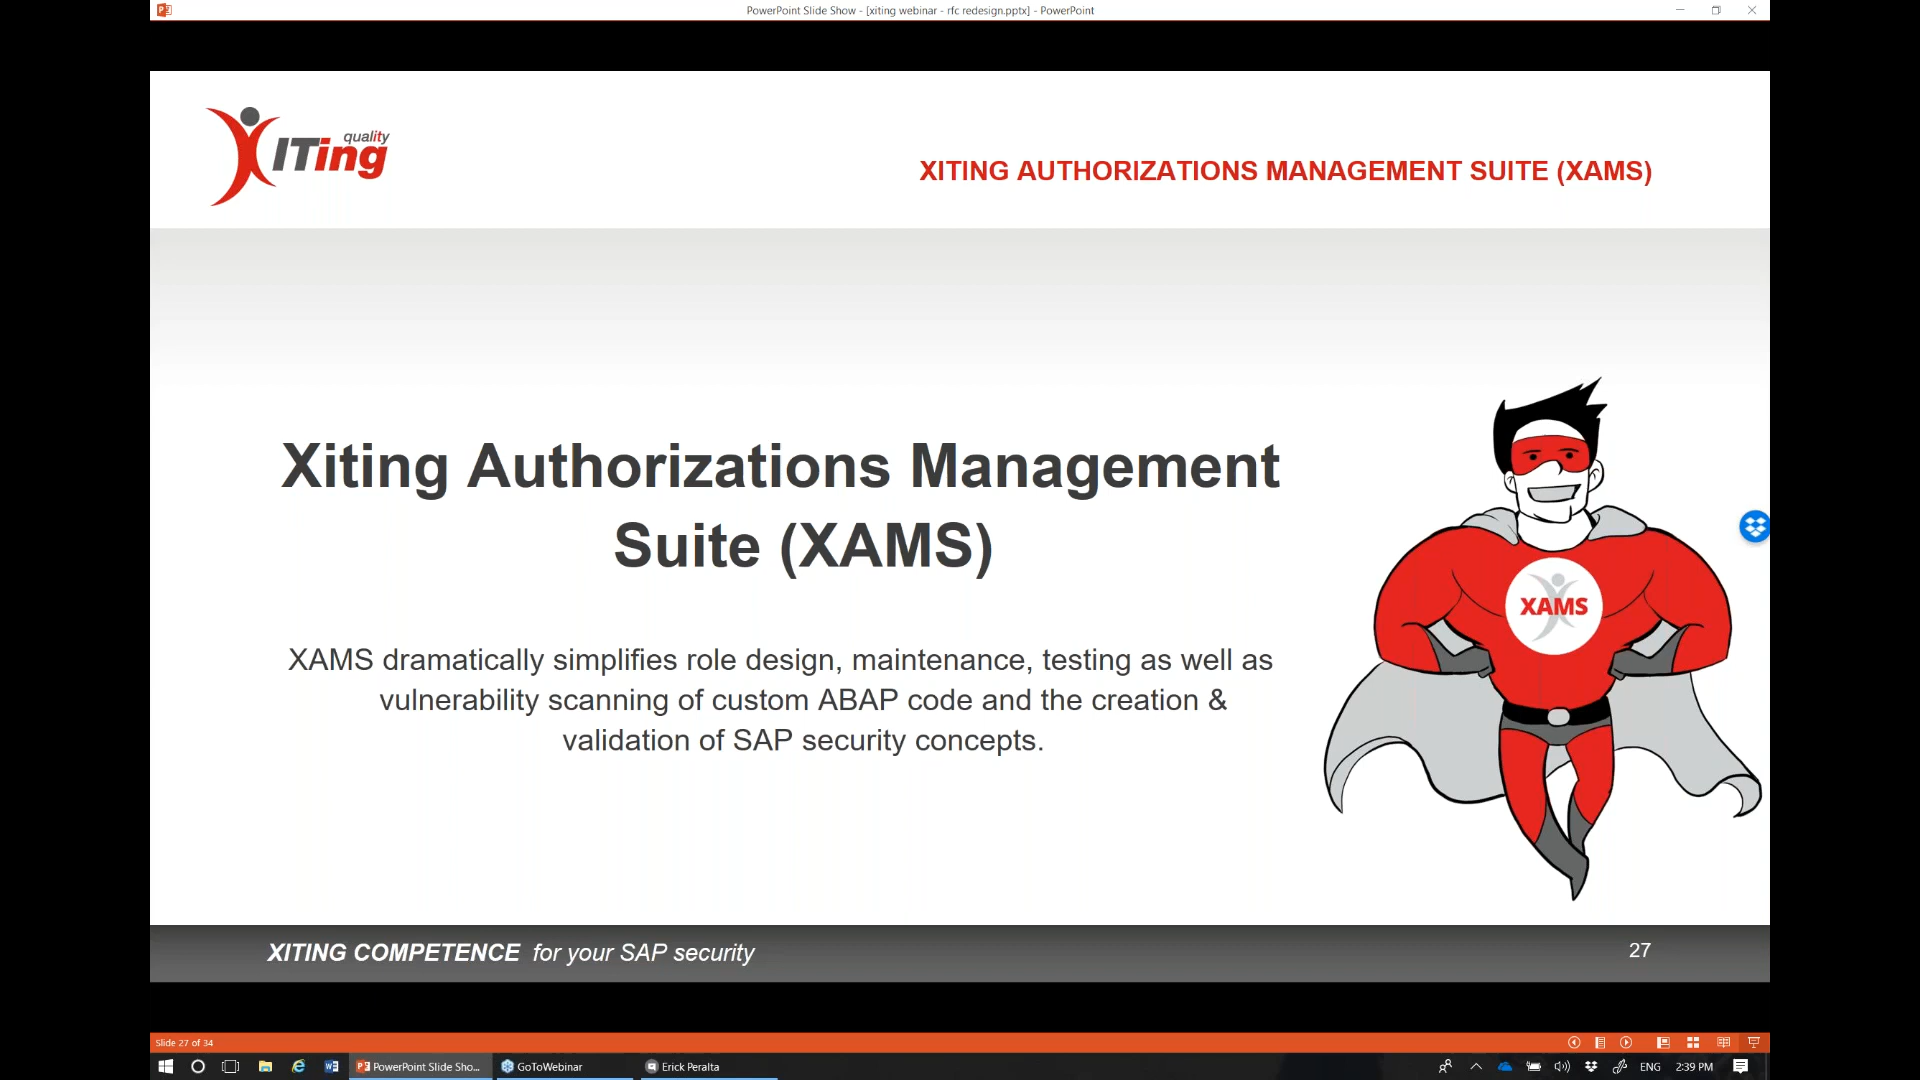 PowerPoint Slide Show - [xiting webinar - rfc redesign.pptx] - PowerPoint
quality
XITing
XITING AUTHORIZATIONS MANAGEMENT SUITE (XAMS)
Xiting Authorizations Management
Suite (XAMS)
XAMS
XAMS dramatically simplifies role design, maintenance, testing as well as
vulnerability scanning of custom ABAP code and the creation &
validation of SAP security concepts.
XITING COMPETENCE for your SAP security
27
Slide 27 of 34
PowerPoint Slide Sho...
GoToWebinar
Erick Peralta
ENG
2:39 PM